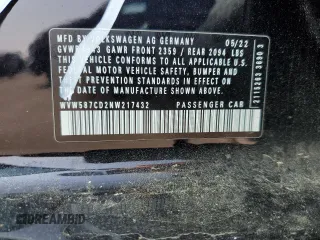 MFD BY VOLKSWAGEN AG GERMANY 05/22
GAWR FRONT 2359 / REAR 2094 LBS
THIS VEHICLE CONFORMS TO ALL APPLICABLE FEDERAL
MOTOR VEHICLE SAFETY, BUMPER AND
THEFT PREVENTION STANDARDS IN EFFECT ON THE
DATE OF MANUFACTURE SHOWN ABOVE.
WVW587CD2NW217432 PASSENGER CAR
IDREAMBID